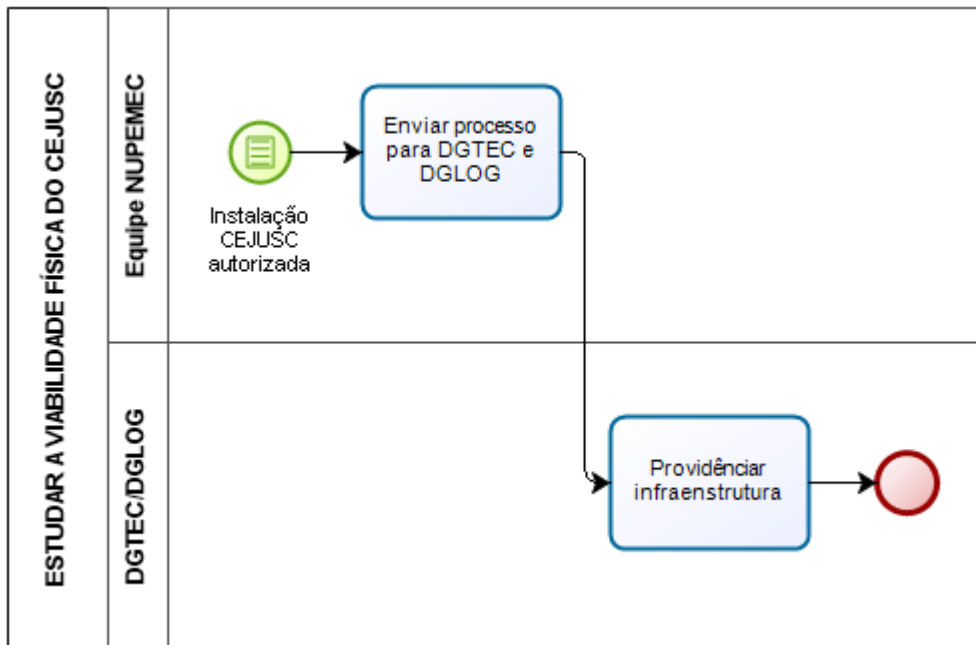 ESTUDAR A VIABILIDADE FÍSICA DO CEJUSC
Equipe NUPEMEC
Instalação
CEJUSC
autorizada
Enviar processo
para DGTEC e
DGLOG
DGTEC/DGLOG
Providênciar
infraenstrutura